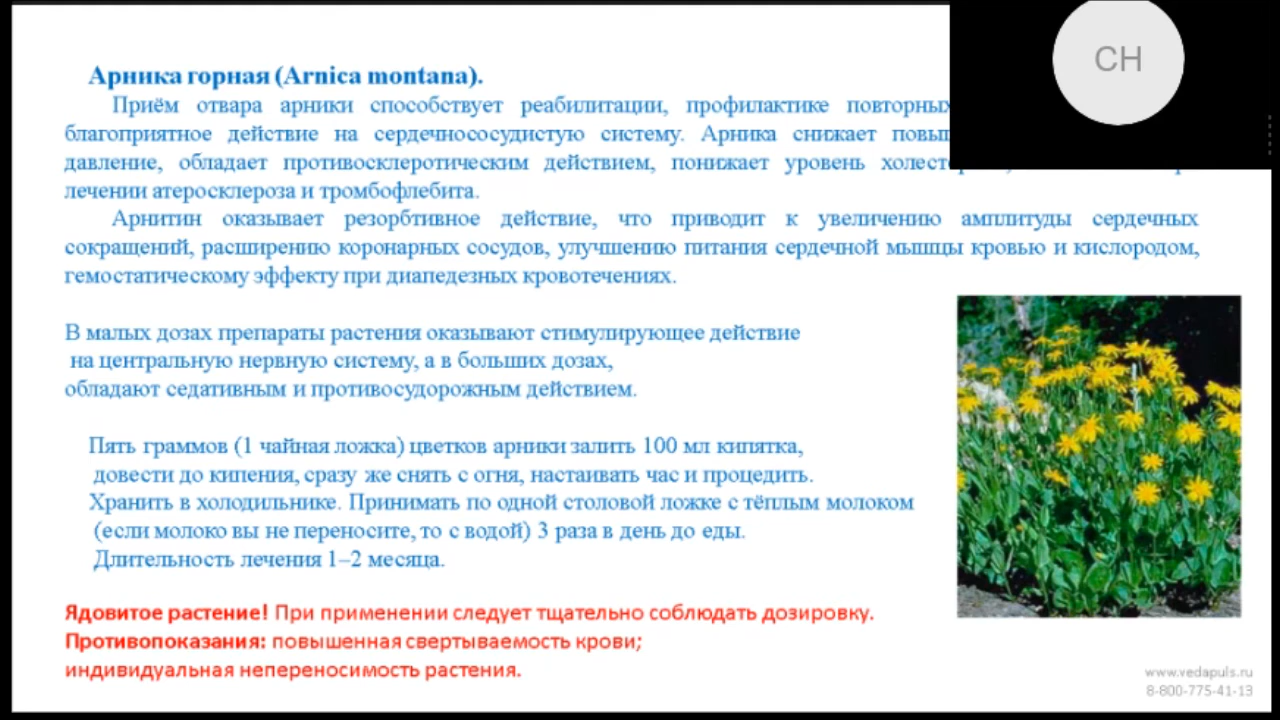 СН
Арника горная (Arnica montana).
Приём отвара арники способствует реабилитации, профилактике повторных
благоприятное действие на сердечнососудистую систему. Арника снижает
давление, обладает противосклеротическим действием, понижает уровень
лечении атеросклероза и тромбофлебита.
Арнитин оказывает резорбтивное действие, что приводит к увеличению амплитуды сердечных
сокращений, расширению коронарных сосудов, улучшению питания сердечной мышцы кровью и кислородом,
гемостатическому эффекту при диапедезных кровотечениях.
В малых дозах препараты растения оказывают стимулирующее действие
на центральную нервную систему, а в больших дозах,
обладают седативным и противосудорожным действием.
Пять граммов (1 чайная ложка) цветков арники залить 100 мл кипятка,
довести до кипения, сразу же снять с огня, настаивать час и процедить.
Хранить в холодильнике. Принимать по одной столовой ложке с тёплым молоком
(если молоко вы не переносите, то с водой) 3 раза в день до еды.
Длительность лечения 1–2 месяца.
Ядовитое растение! При применении следует тщательно соблюдать дозировку.
Противопоказания: повышенная свертываемость крови;
индивидуальная непереносимость растения.
www.vedapuls.ru
8-800-775-41-13